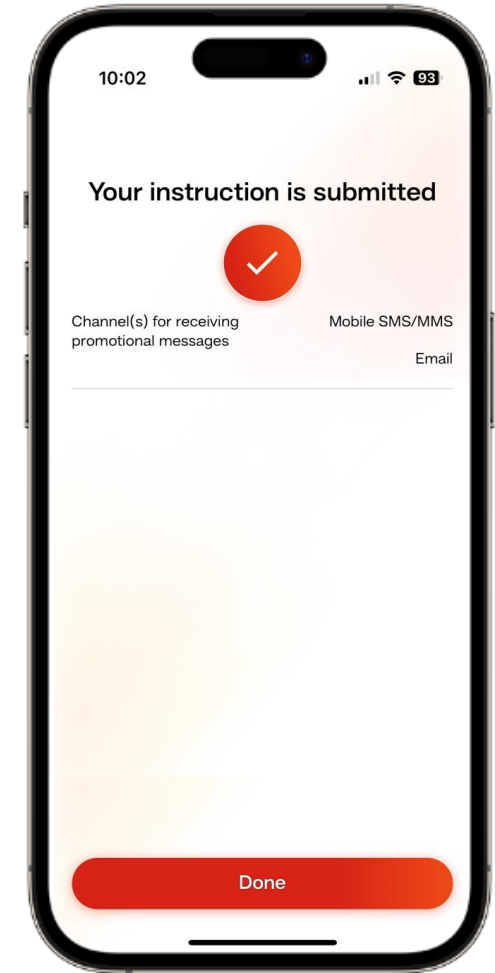 10:02
93
Your instruction is submitted
Channel(s) for receiving
promotional messages
Mobile SMS/MMS
Email
Done